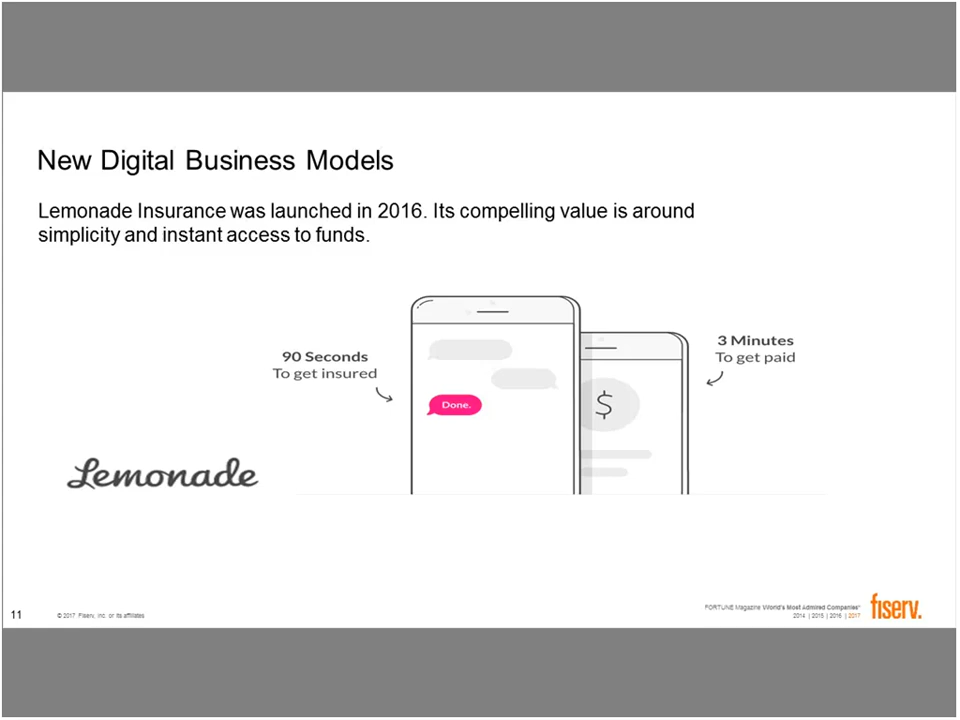 New Digital Business Models
Lemonade Insurance was launched in 2016. Its compelling value is around
simplicity and instant access to funds.
90 Seconds
To get insured
3 Minutes
To get paid
Done.
$
Lemonade
11
© 2017 Fiserv, Inc. or its affiliates
FORTUNE Magazine World's Most Admired Companies®
2014 | 2015 | 2016 | 2017
fiserv.